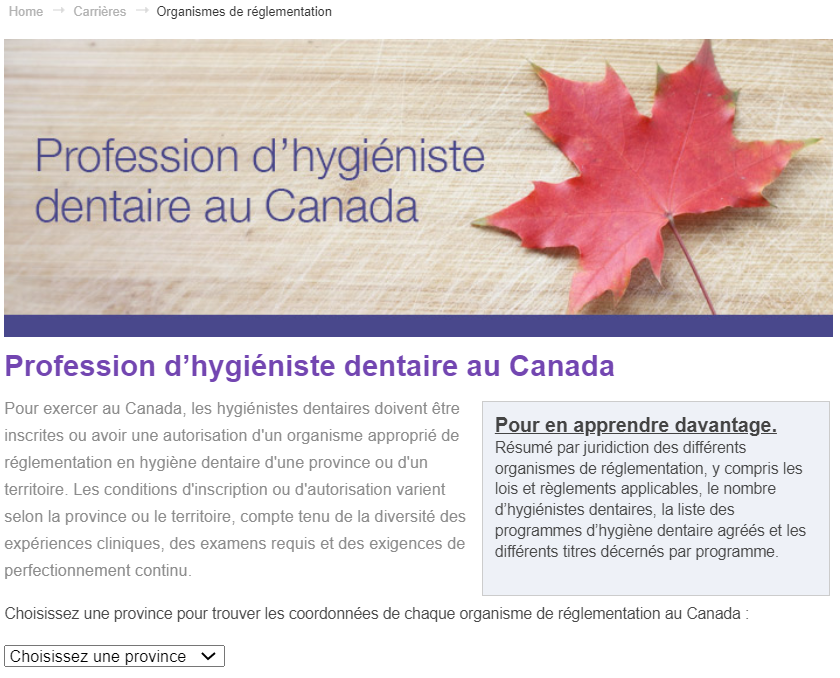 Home → Carrières → Organismes de réglementation
Profession d’hygiéniste
dentaire au Canada
Profession d’hygiéniste dentaire au Canada
Pour exercer au Canada, les hygiénistes dentaires doivent être
inscrites ou avoir une autorisation d'un organisme approprié de
réglementation en hygiène dentaire d'une province ou d'un
territoire. Les conditions d'inscription ou d'autorisation varient
selon la province ou le territoire, compte tenu de la diversité des
expériences cliniques, des examens requis et des exigences de
perfectionnement continu.
Pour en apprendre davantage.
Résumé par juridiction des différents
organismes de réglementation, y compris les
lois et règlements applicables, le nombre
d’hygiénistes dentaires, la liste des
programmes d’hygiène dentaire agréés et les
différents titres décernés par programme.
Choisissez une province pour trouver les coordonnées de chaque organisme de réglementation au Canada :
Choisissez une province